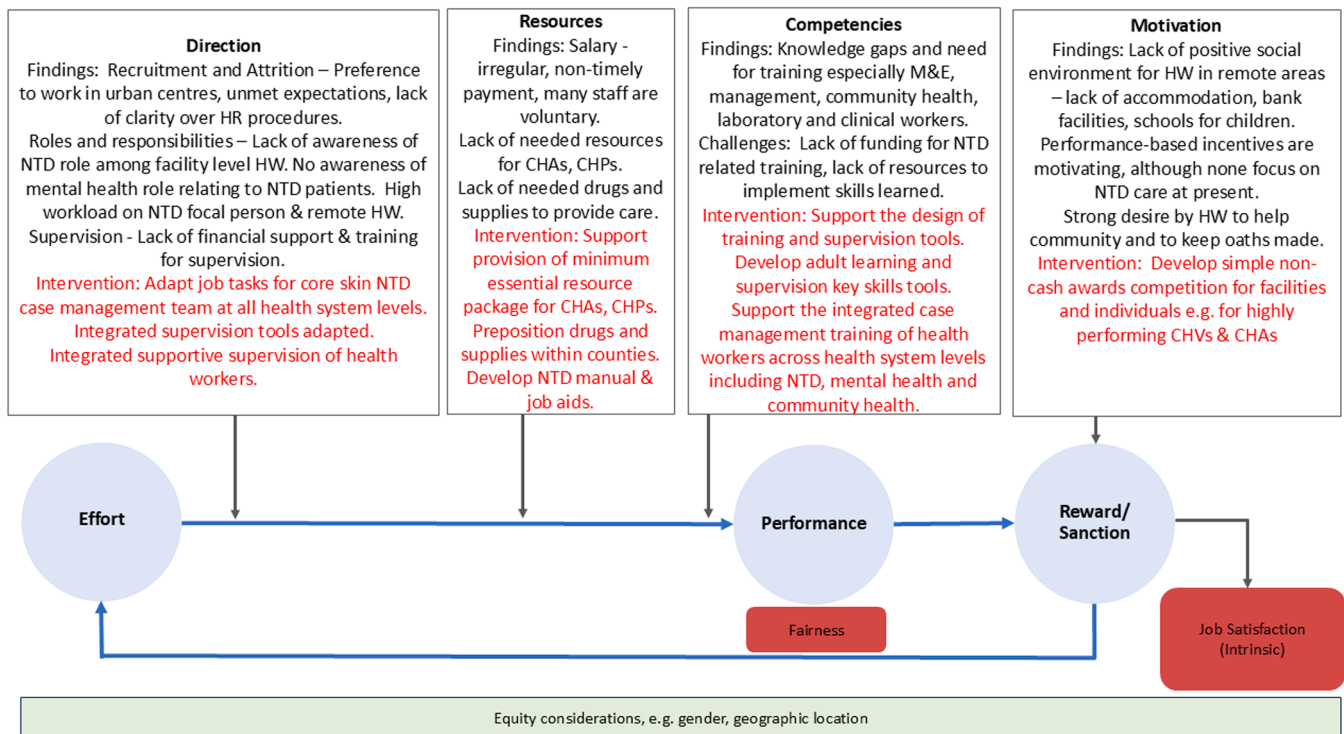 Direction
Findings: Recruitment and Attrition – Preference
to work in urban centres, unmet expectations, lack
of clarity over HR procedures.
Roles and responsibilities – Lack of awareness of
NTD role among facility level HW. No awareness of
mental health role relating to NTD patients. High
workload on NTD focal person & remote HW.
Supervision - Lack of financial support & training
for supervision.
Intervention: Adapt job tasks for core skin NTD
case management team at all health system levels.
Integrated supervision tools adapted.
Integrated supportive supervision of health
workers.
Resources
Findings: Salary -
irregular, non-timely
payment, many staff are
voluntary.
Lack of needed resources
for CHAs, CHPs.
Lack of needed drugs and
supplies to provide care.
Intervention: Support
provision of minimum
essential resource
package for CHAs, CHPs.
Preposition drugs and
supplies within counties.
Develop NTD manual &
job aids.
Competencies
Findings: Knowledge gaps and need
for training especially M&E,
management, community health,
laboratory and clinical workers.
Challenges: Lack of funding for NTD
related training, lack of resources to
implement skills learned.
Intervention: Support the design of
training and supervision tools.
Develop adult learning and
supervision key skills tools.
Support the integrated case
management training of health
workers across health system levels
including NTD, mental health and
community health.
Motivation
Findings: Lack of positive social
environment for HW in remote areas
– lack of accommodation, bank
facilities, schools for children.
Performance-based incentives are
motivating, although none focus on
NTD care at present.
Strong desire by HW to help
community and to keep oaths made.
Intervention: Develop simple non-
cash awards competition for facilities
and individuals e.g. for highly
performing CHVs & CHAs
Effort
Performance
Reward/
Sanction
Fairness
Job Satisfaction
(Intrinsic)
Equity considerations, e.g. gender, geographic location